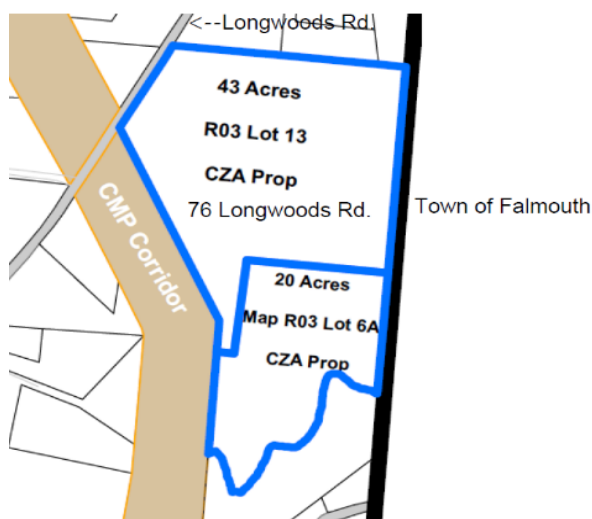 <--Longwoods Rd.
43 Acres
R03 Lot 13
CZA Prop
76 Longwoods Rd.
Town of Falmouth
CMP Corridor
20 Acres
Map R03 Lot 6A
CZA Prop